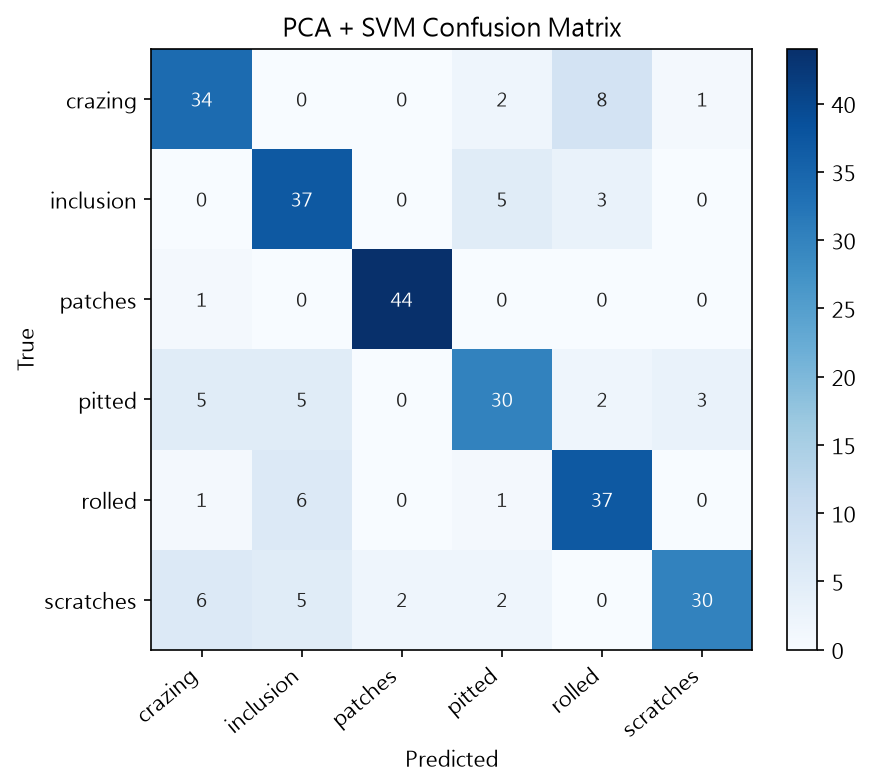 PCA + SVM Confusion Matrix
crazing 34 0 0 2 8 1
inclusion 0 37 0 5 3 0
patches 1 0 44 0 0 0
pitted 5 5 0 30 2 3
rolled 1 6 0 1 37 0
scratches 6 5 2 2 0 30
True
crazing inclusion patches pitted rolled scratches
Predicted
40
35
30
25
20
15
10
5
0